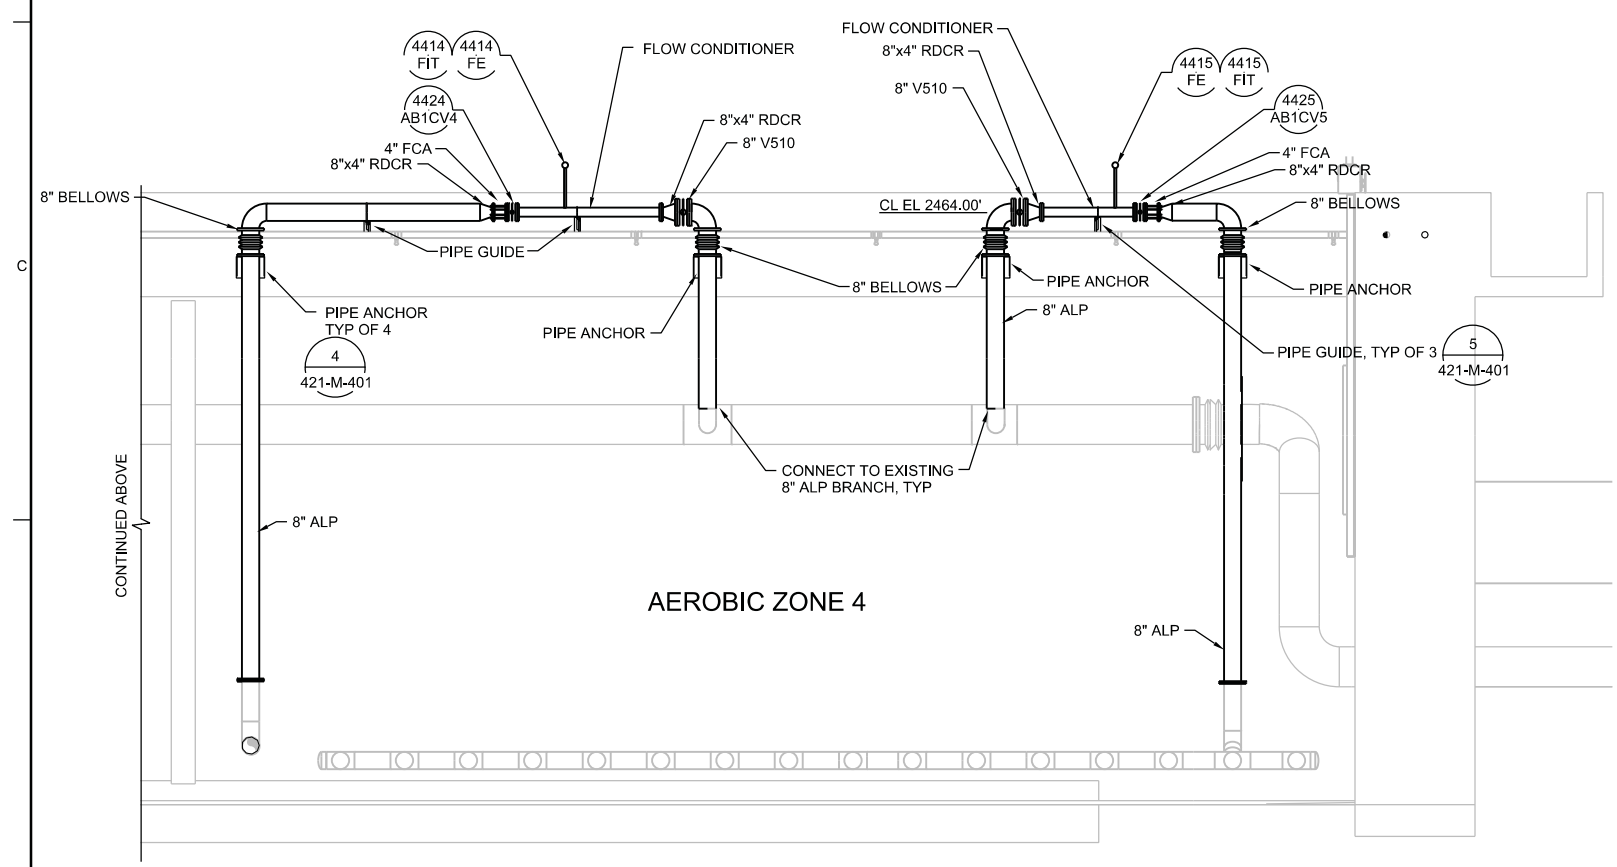 FLOW CONDITIONER
FLOW CONDITIONER
8"x4" RDCR
8" V510
4414
FIT
4414
FE
4415
FE
4415
FIT
4424
AB1CV4
4425
AB1CV5
8"x4" RDCR
8" V510
4" FCA
8"x4" RDCR
4" FCA
8"x4" RDCR
8" BELLOWS
CL EL 2464.00'
8" BELLOWS
PIPE GUIDE
C
8" BELLOWS
PIPE ANCHOR
PIPE ANCHOR
PIPE ANCHOR
TYP OF 4
8" ALP
PIPE ANCHOR
4
421-M-401
PIPE GUIDE, TYP OF 3
5
421-M-401
CONNECT TO EXISTING
8" ALP BRANCH, TYP
CONTINUED ABOVE
8" ALP
AEROBIC ZONE 4
8" ALP